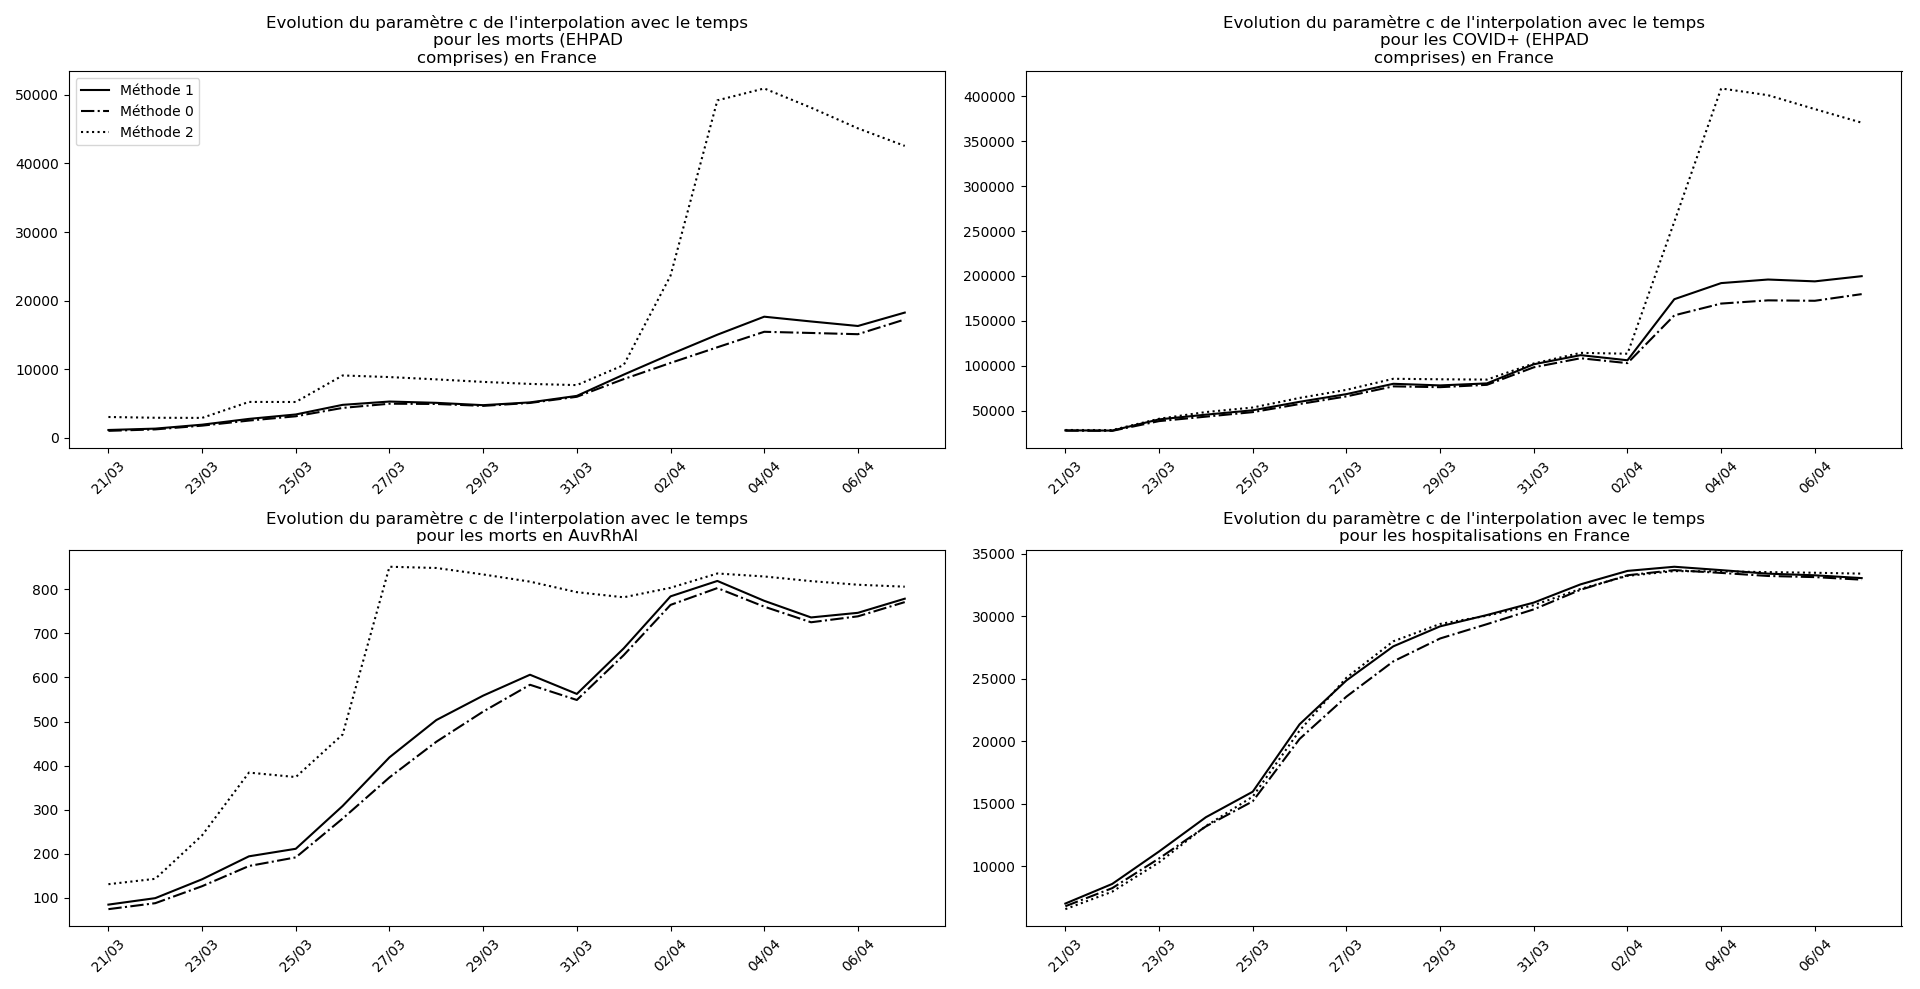 Evolution du paramètre c de l'interpolation avec le temps
pour les morts (EHPAD
comprises) en France
50000
40000
30000
20000
10000
0
Méthode 1
Méthode 0
Méthode 2
21/03 23/03 25/03 27/03 29/03 31/03 02/04 04/04 06/04
Evolution du paramètre c de l'interpolation avec le temps
pour les COVID+ (EHPAD
comprises) en France
400000
350000
300000
250000
200000
150000
100000
50000
21/03 23/03 25/03 27/03 29/03 31/03 02/04 04/04 06/04
Evolution du paramètre c de l'interpolation avec le temps
pour les morts en AuvRhAl
800
700
600
500
400
300
200
100
21/03 23/03 25/03 27/03 29/03 31/03 02/04 04/04 06/04
Evolution du paramètre c de l'interpolation avec le temps
pour les hospitalisations en France
35000
30000
25000
20000
15000
10000
21/03 23/03 25/03 27/03 29/03 31/03 02/04 04/04 06/04